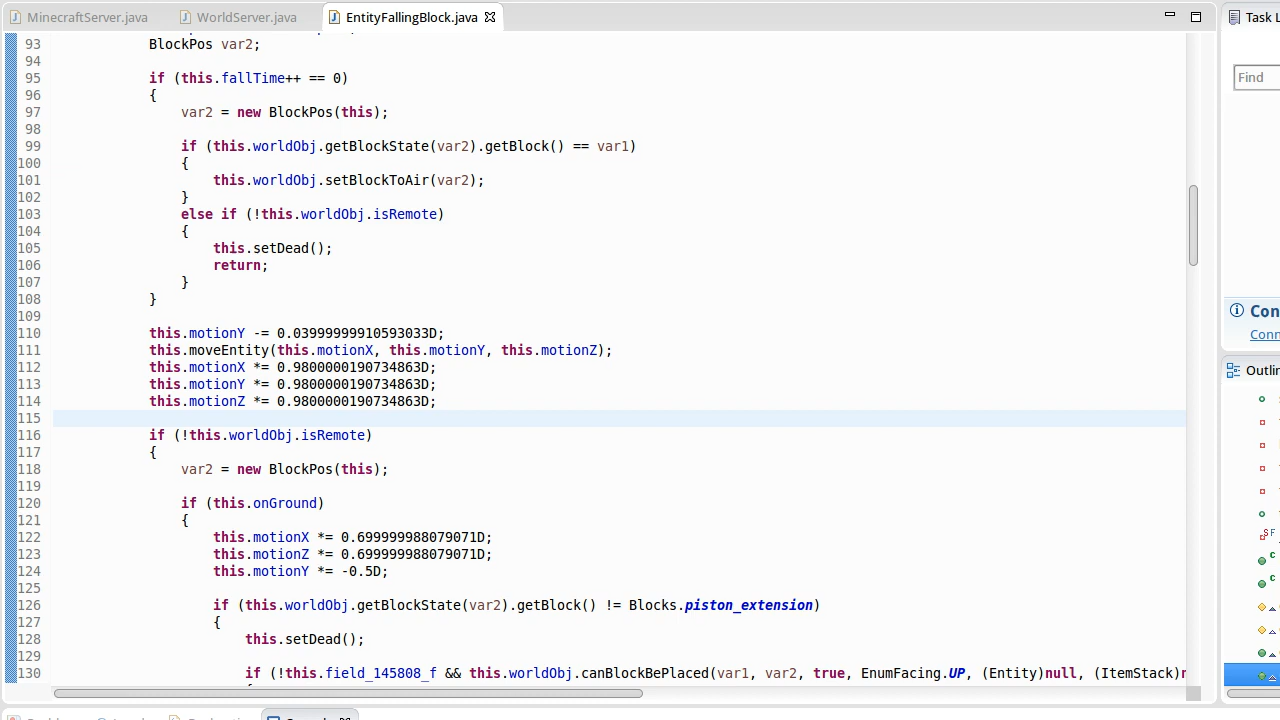 MinecraftServer.java WorldServer.java EntityFallingBlock.java
Task L
Find
93 BlockPos var2;
94
95 if (this.fallTime++ == 0)
96 {
97 var2 = new BlockPos(this);
98
99 if (this.worldObj.getBlockState(var2).getBlock() == var1)
100 {
101 this.worldObj.setBlockToAir(var2);
102 }
103 else if (!this.worldObj.isRemote)
104 {
105 this.setDead();
106 return;
107 }
108 }
109
110 this.motionY -= 0.03999999910593033D;
111 this.moveEntity(this.motionX, this.motionY, this.motionZ);
112 this.motionX *= 0.9800000190734863D;
113 this.motionY *= 0.9800000190734863D;
114 this.motionZ *= 0.9800000190734863D;
115
116 if (!this.worldObj.isRemote)
117 {
118 var2 = new BlockPos(this);
119
120 if (this.onGround)
121 {
122 this.motionX *= 0.699999988079071D;
123 this.motionZ *= 0.699999988079071D;
124 this.motionY *= -0.5D;
125
126 if (this.worldObj.getBlockState(var2).getBlock() != Blocks.piston_extension)
127 {
128 this.setDead();
129
130 if (!this.field_145808_f && this.worldObj.canBlockBePlaced(var1, var2, true, EnumFacing.UP, (Entity)null, (ItemStack)n
Con
Conn
Outlin